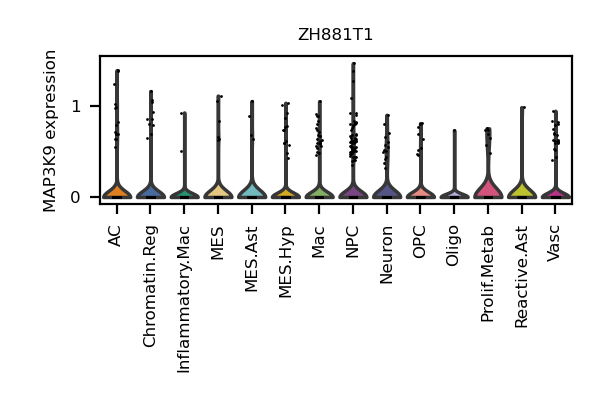 ZH881T1
MAP3K9 expression
1
0
AC
Chromatin.Reg
Inflammatory.Mac
MES
MES.Ast
MES.Hyp
Mac
NPC
Neuron
OPC
Oligo
Prolif.Metab
Reactive.Ast
Vasc